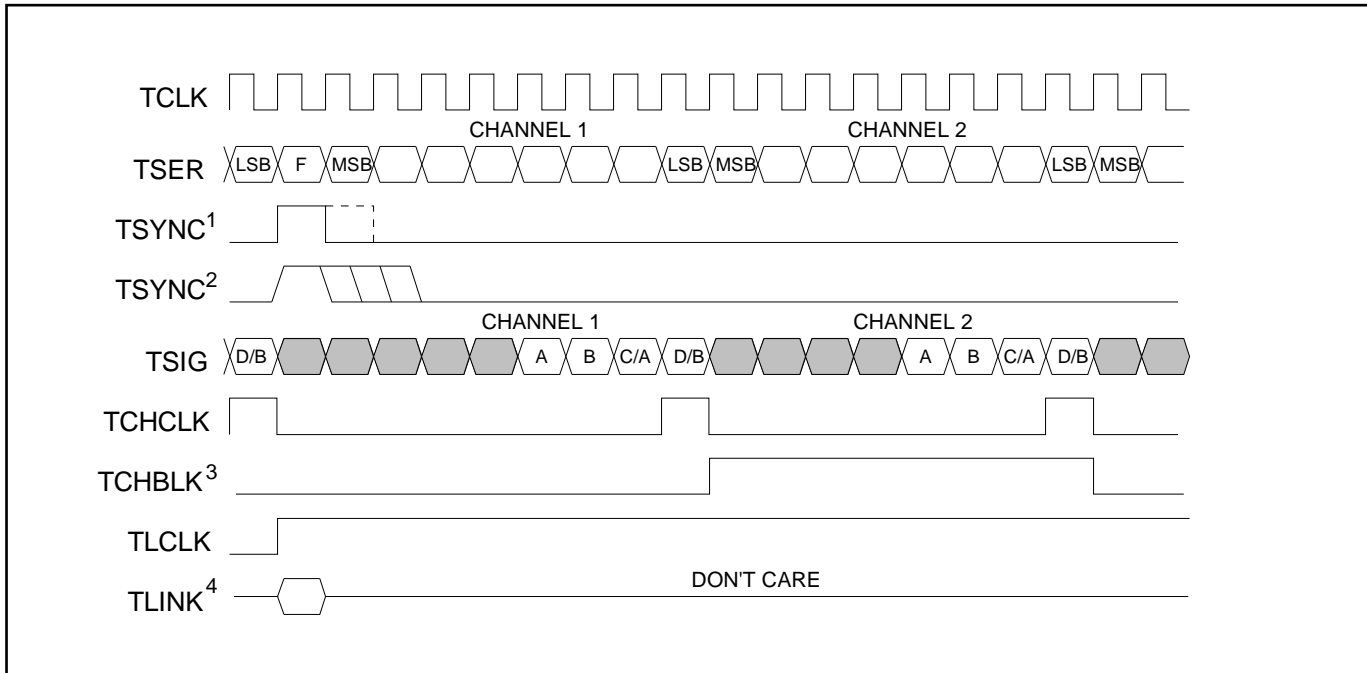 TCLK
CHANNEL 1 CHANNEL 2
TSER LSB F MSB LSB MSB LSB MSB
TSYNC1
TSYNC2
CHANNEL 1 CHANNEL 2
TSIG D/B A B C/A D/B A B C/A D/B
TCHCLK
TCHBLK3
TLCLK
DON'T CARE
TLINK4